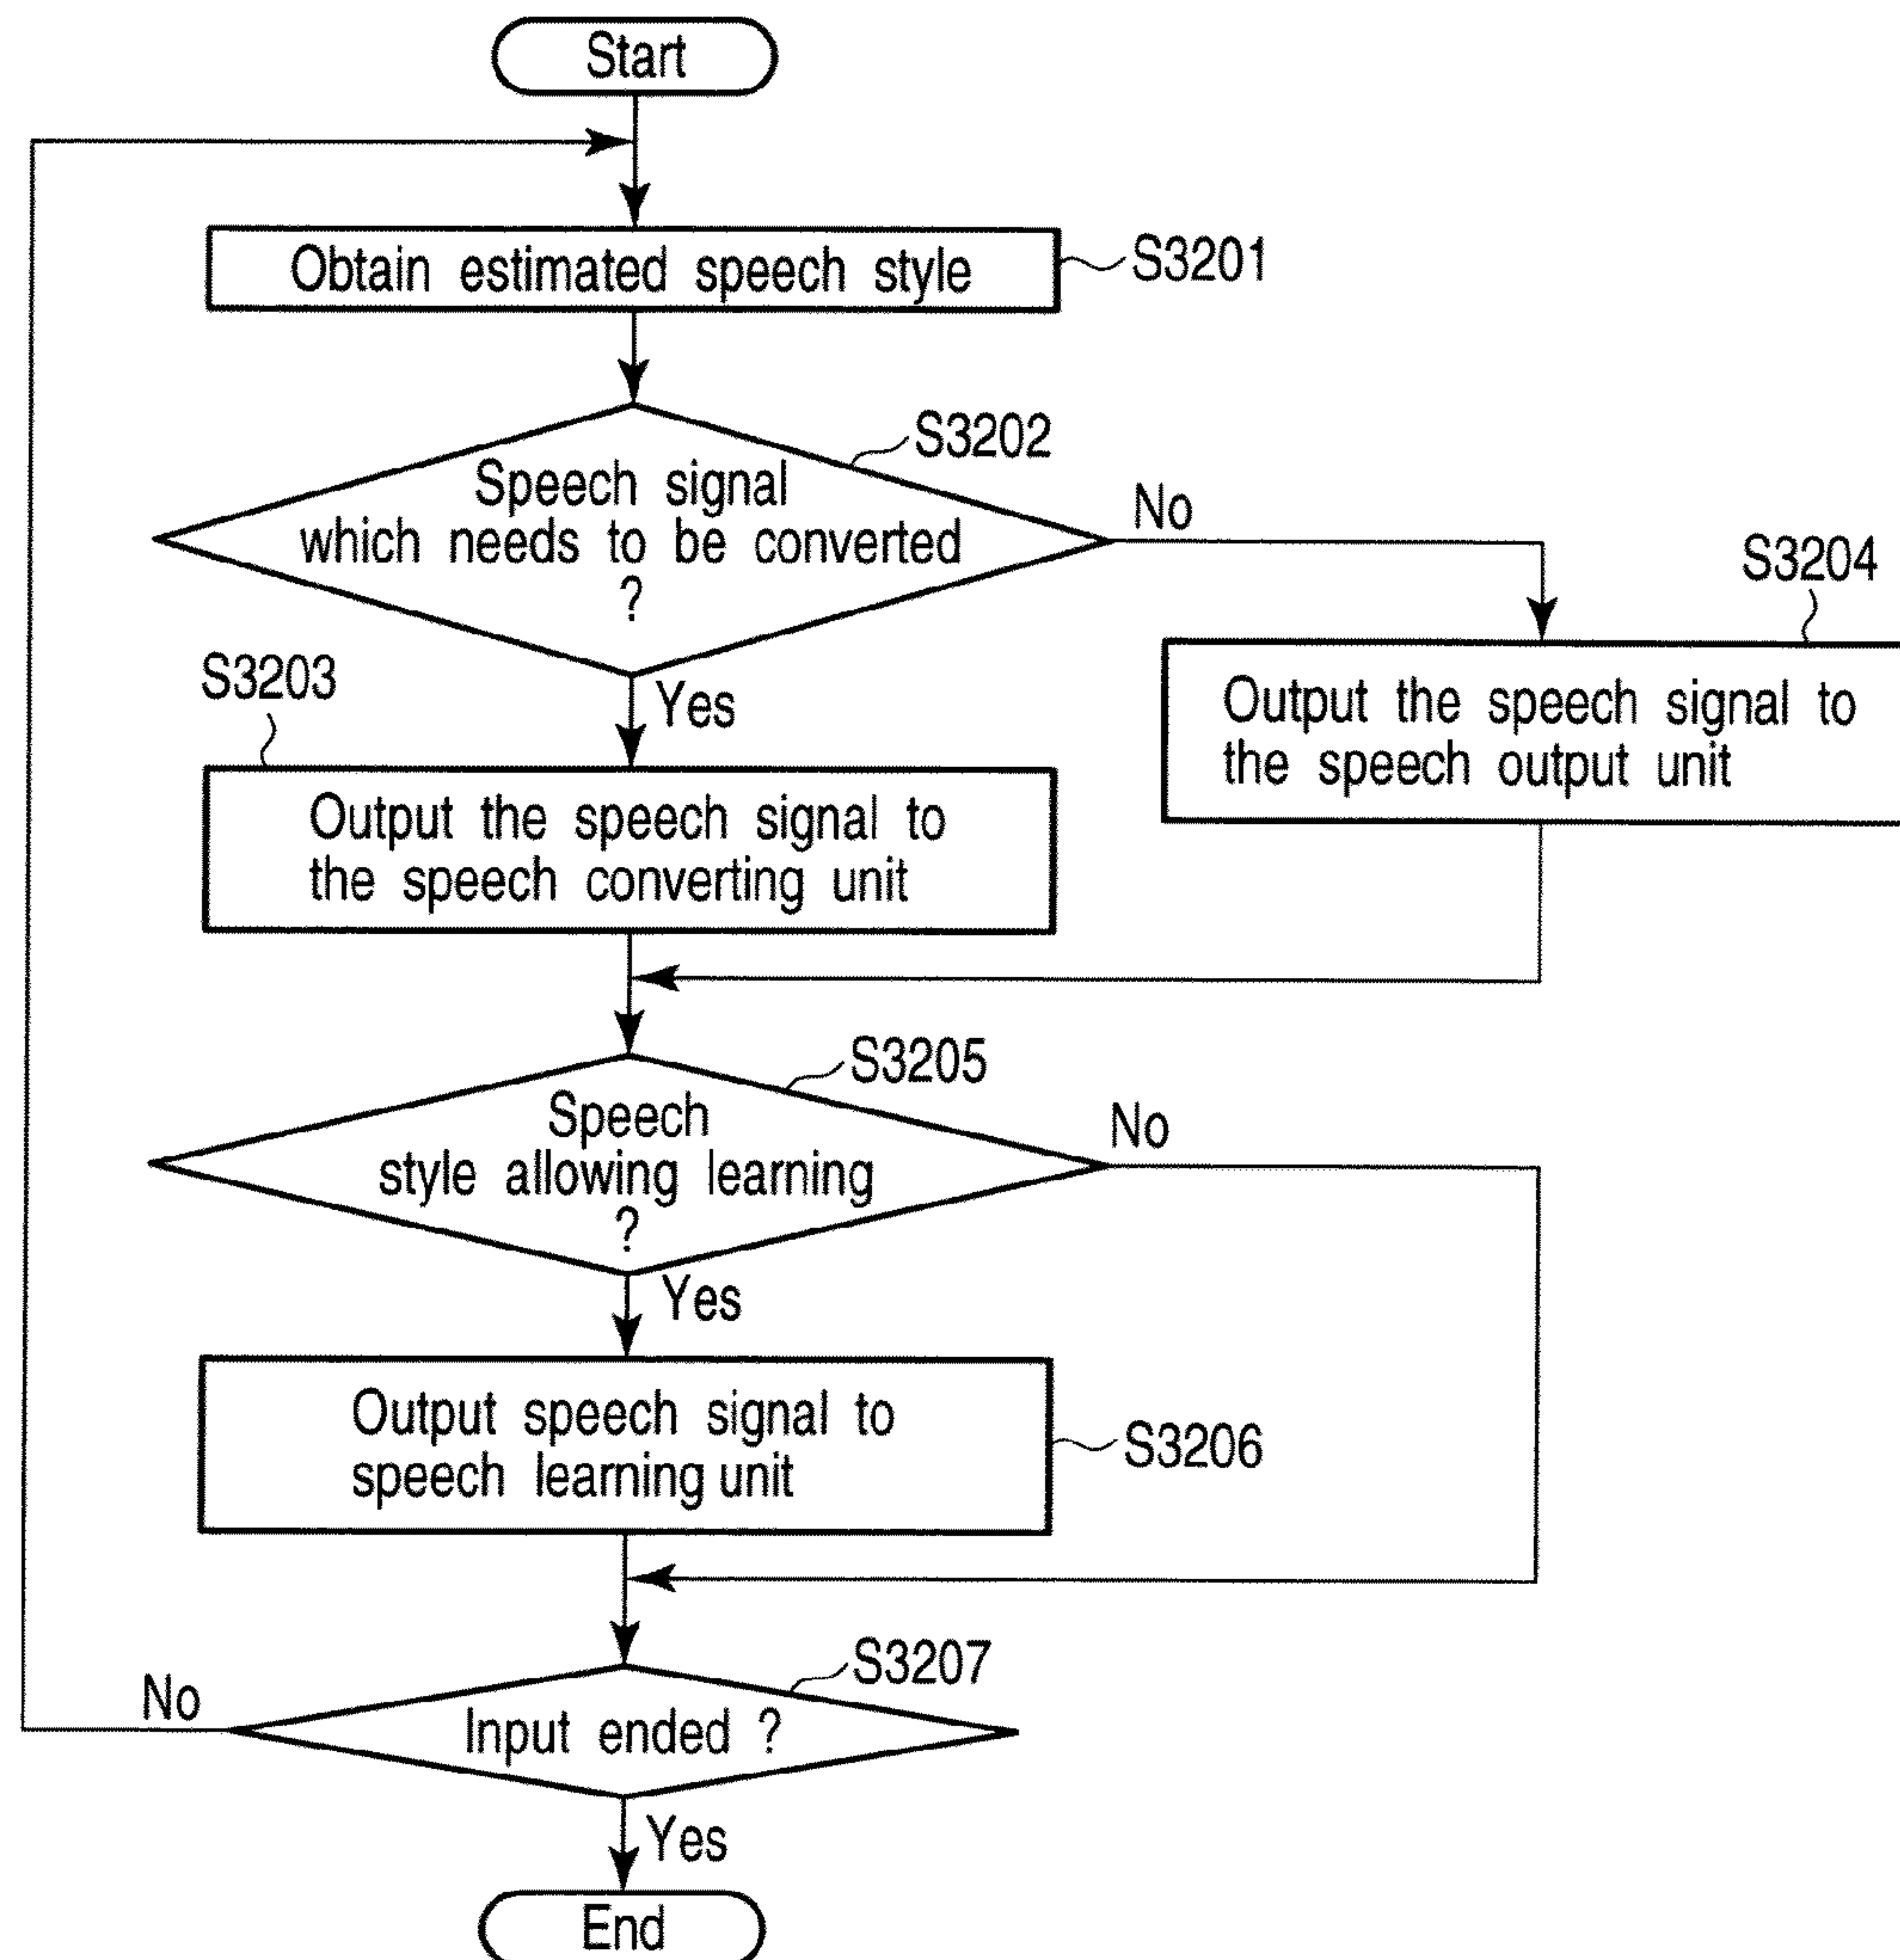 Start
Obtain estimated speech style
S3201
S3202
Speech signal
which needs to be converted
?
No
S3204
Output the speech signal to
the speech output unit
S3203
Yes
Output the speech signal to
the speech converting unit
S3205
Speech
style allowing learning
?
No
Yes
Output speech signal to
speech learning unit
S3206
S3207
No
Input ended ?
Yes
End